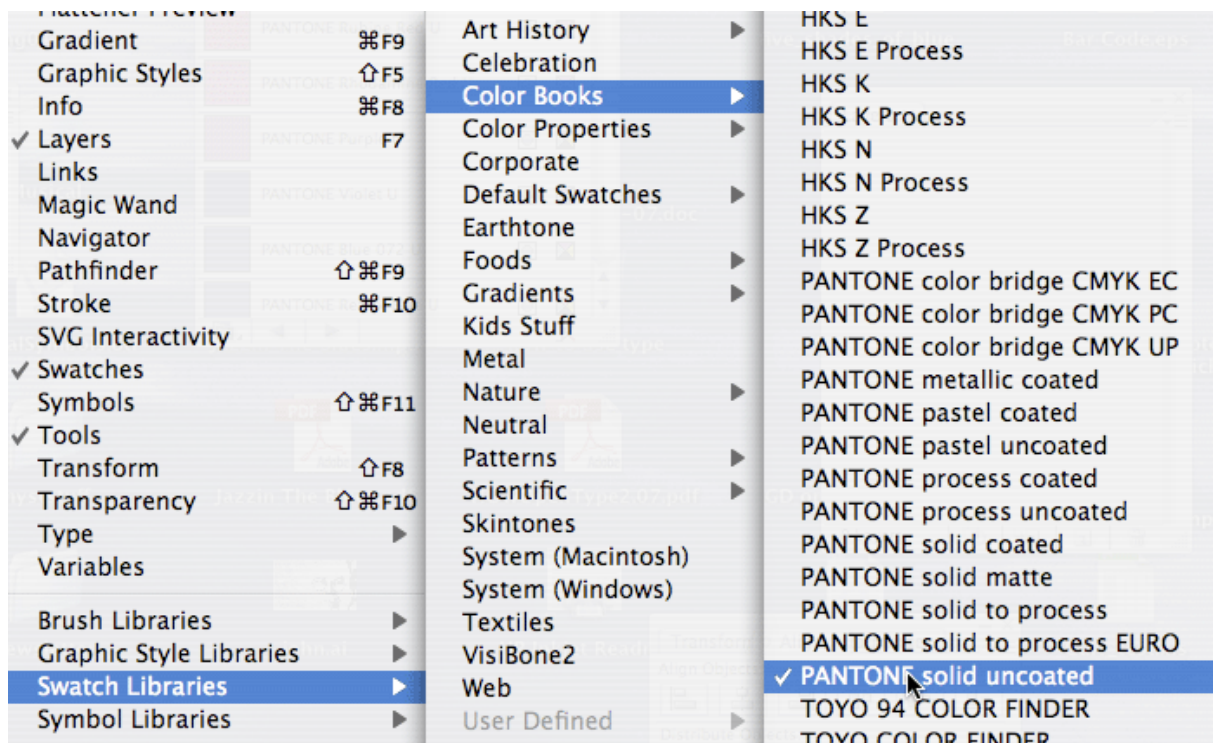 Flattener Preview
Gradient ⌘F9
Graphic Styles ⇧F5
Info ⌘F8
✓ Layers F7
Links
Magic Wand
Navigator
Pathfinder ⇧⌘F9
Stroke ⌘F10
SVG Interactivity
✓ Swatches
Symbols ⇧⌘F11
✓ Tools
Transform ⇧F8
Transparency ⇧⌘F10
Type
Variables
Brush Libraries
Graphic Style Libraries
Swatch Libraries
Symbol Libraries
Art History
Celebration
Color Books
Color Properties
Corporate
Default Swatches
Earthtone
Foods
Gradients
Kids Stuff
Metal
Nature
Neutral
Patterns
Scientific
Skintones
System (Macintosh)
System (Windows)
Textiles
VisiBone2
Web
User Defined
HKS E
HKS E Process
HKS K
HKS K Process
HKS N
HKS N Process
HKS Z
HKS Z Process
PANTONE color bridge CMYK EC
PANTONE color bridge CMYK PC
PANTONE color bridge CMYK UP
PANTONE metallic coated
PANTONE pastel coated
PANTONE pastel uncoated
PANTONE process coated
PANTONE process uncoated
PANTONE solid coated
PANTONE solid matte
PANTONE solid to process
PANTONE solid to process EURO
✓ PANTONE solid uncoated
TOYO 94 COLOR FINDER
TOYO COLOR FINDER